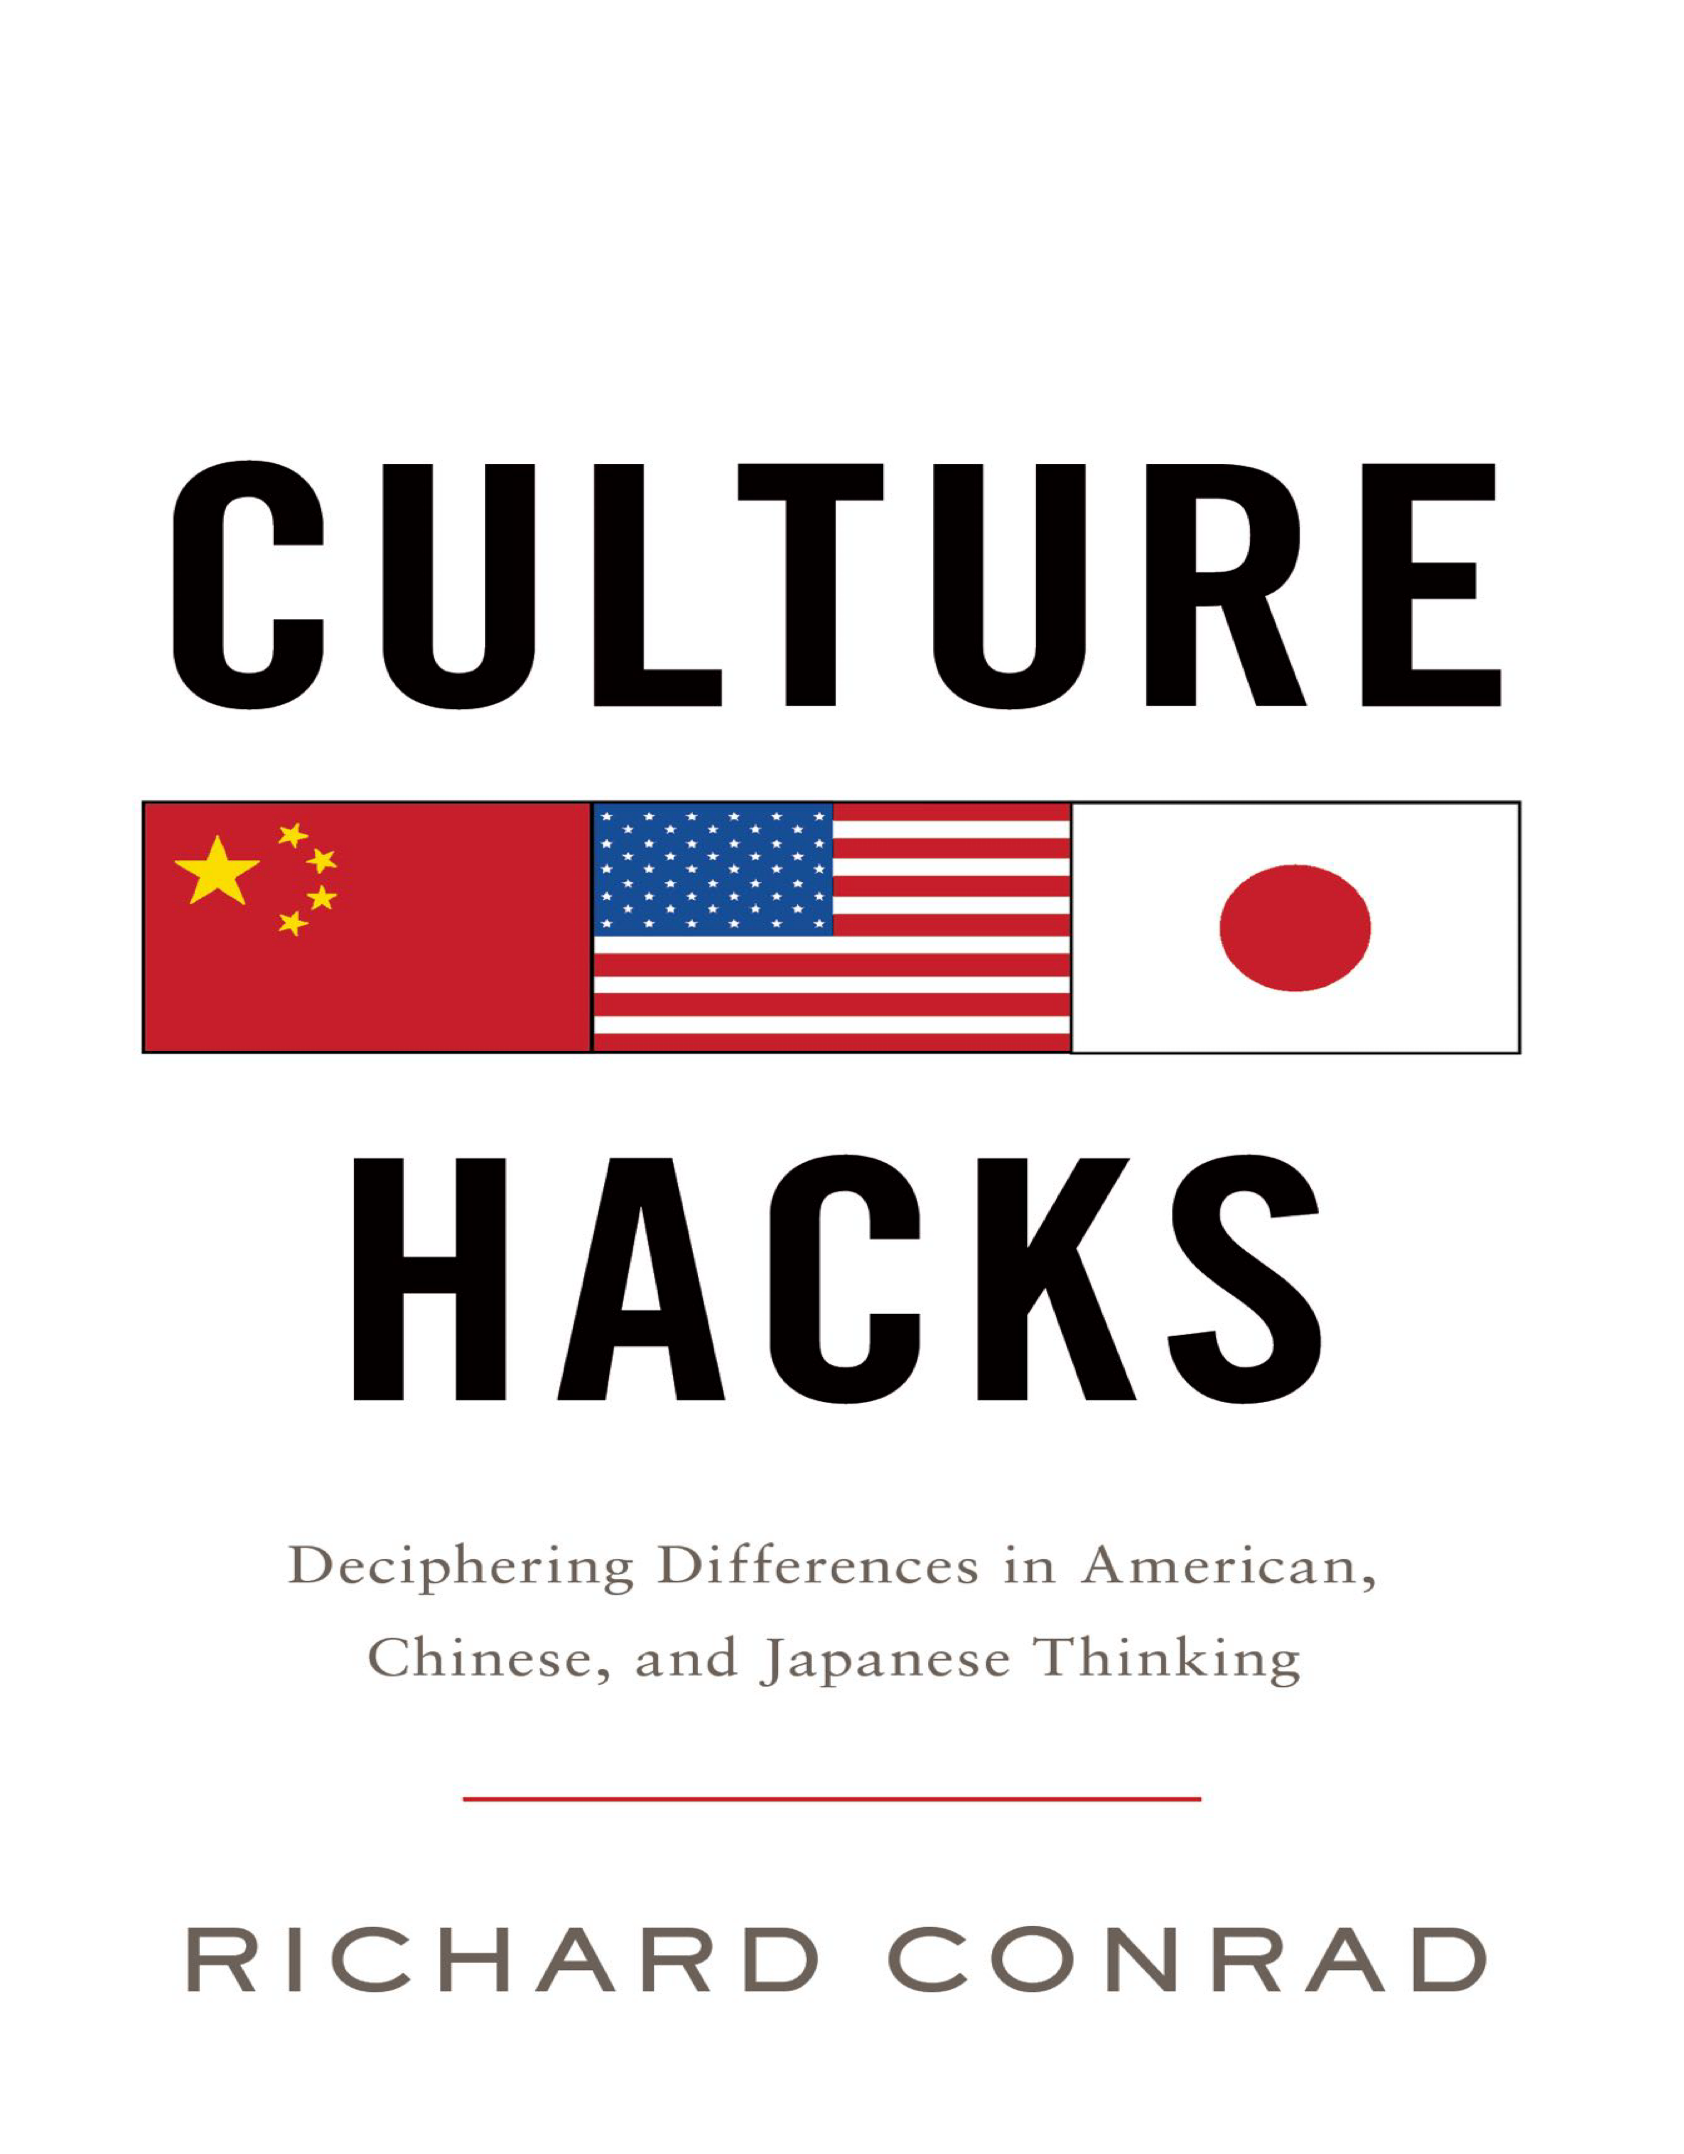 CULTURE
HACKS
Deciphering Differences in American,
Chinese, and Japanese Thinking
RICHARD CONRAD